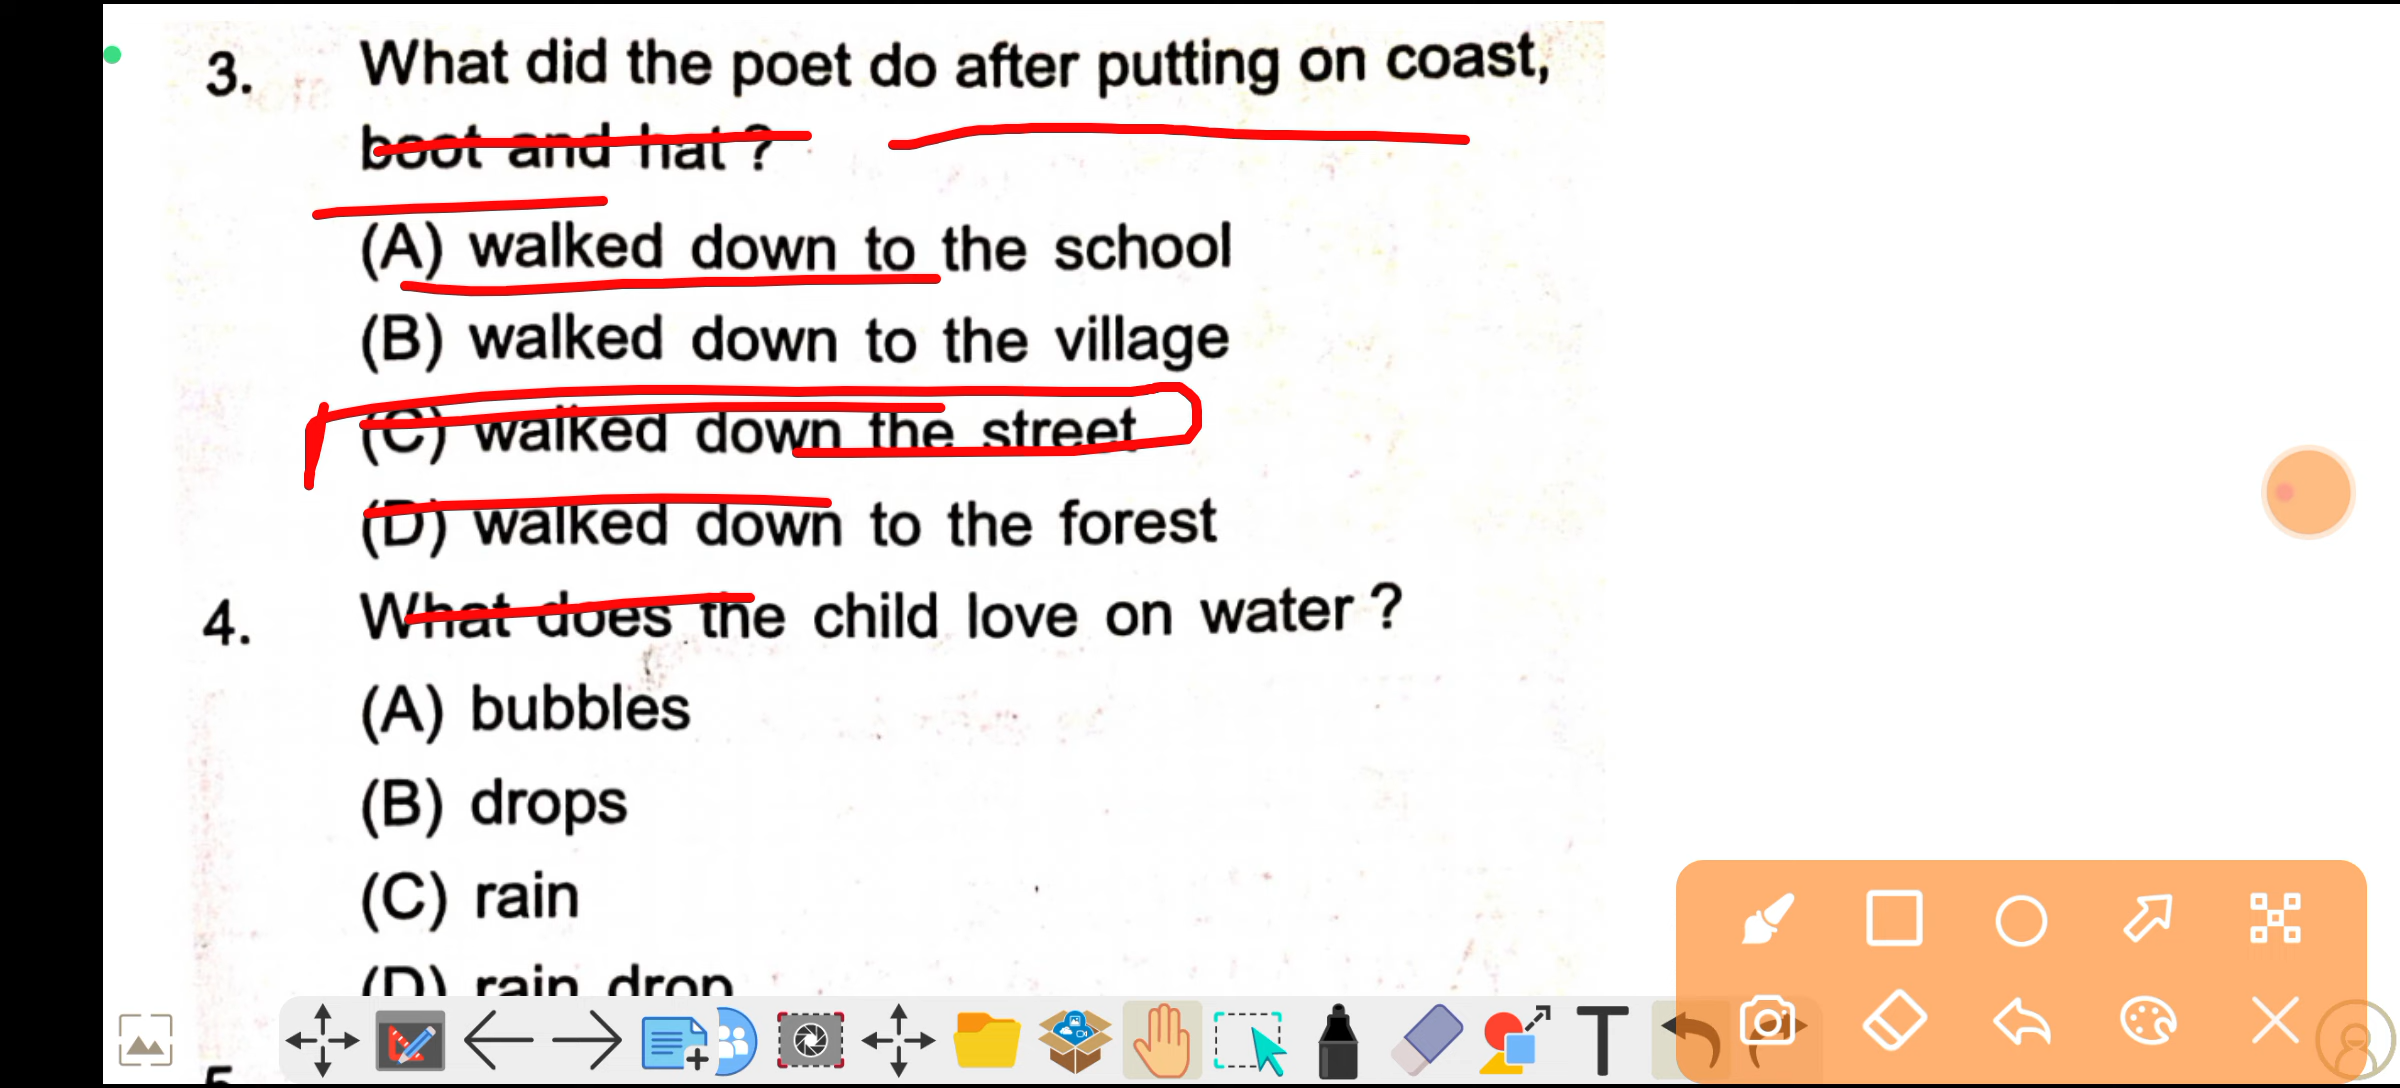 3. What did the poet do after putting on coast,
boot and hat ?
(A) walked down to the school
(B) walked down to the village
(C) walked down the street
(D) walked down to the forest
4. What does the child love on water ?
(A) bubbles
(B) drops
(C) rain
(D) rain drop